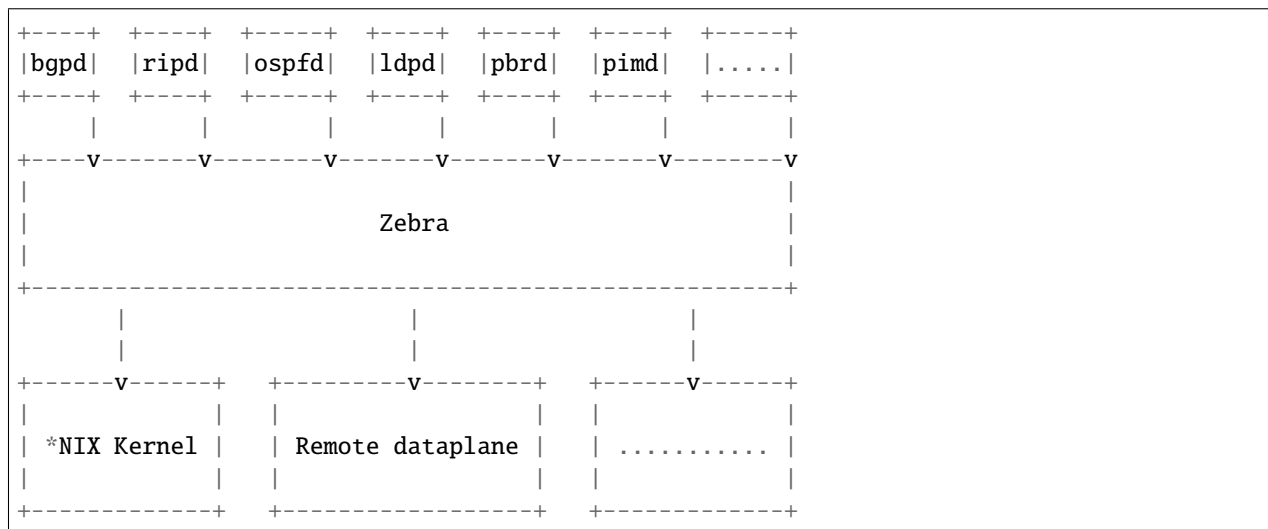 +----+  +----+  +-----+  +----+  +----+  +----+  +-----+
|bgpd|  |ripd|  |ospfd|  |ldpd|  |pbrd|  |pimd|  |.....|
+----+  +----+  +-----+  +----+  +----+  +----+  +-----+
     |       |        |       |       |       |        |
+----v-------v--------v-------v-------v-------v--------v
|                                                      |
|                         Zebra                        |
|                                                      |
+------------------------------------------------------+
       |                    |                   |
       |                    |                   |
+------v------+   +---------v--------+   +------v------+
|             |   |                  |   |             |
| *NIX Kernel |   | Remote dataplane |   | ........... |
|             |   |                  |   |             |
+-------------+   +------------------+   +-------------+